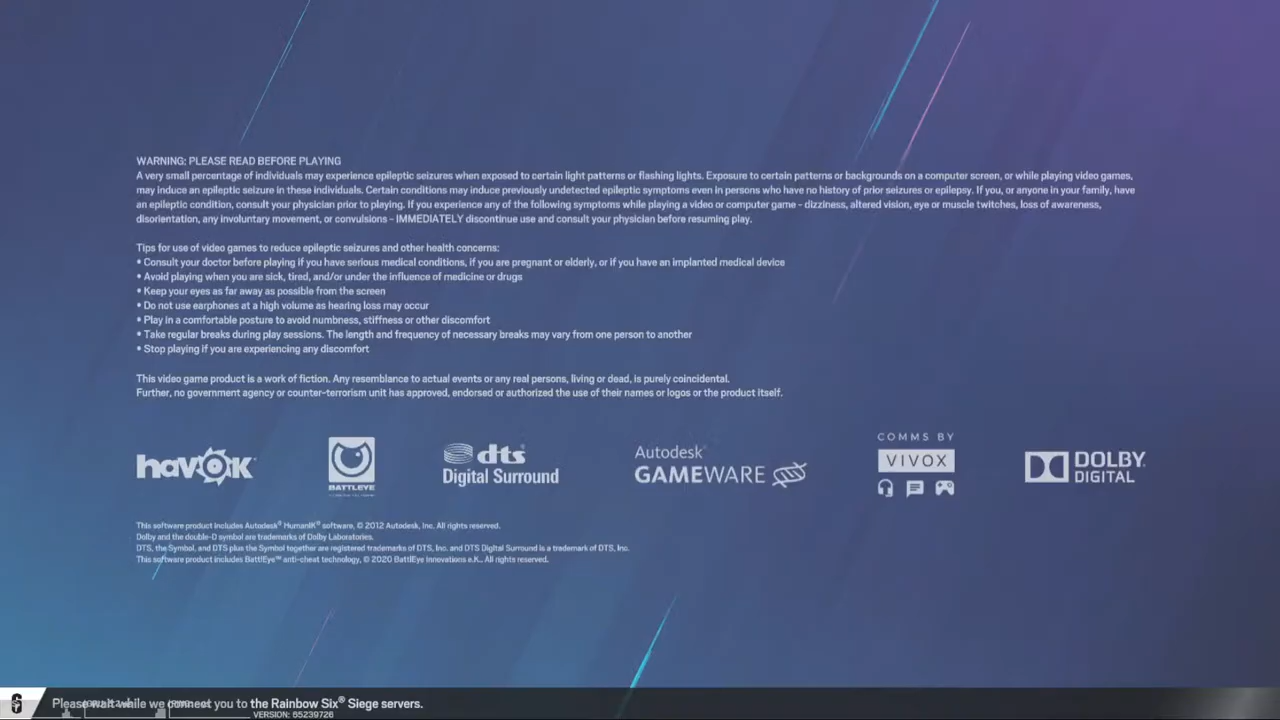 WARNING: PLEASE READ BEFORE PLAYING
A very small percentage of individuals may experience epileptic seizures when exposed to certain light patterns or flashing lights. Exposure to certain patterns or backgrounds on a computer screen, or while playing video games,
may induce an epileptic seizure in these individuals. Certain conditions may induce previously undetected epileptic symptoms even in persons who have no history of prior seizures or epilepsy. If you, or anyone in your family, have
an epileptic condition, consult your physician prior to playing. If you experience any of the following symptoms while playing a video or computer game - dizziness, altered vision, eye or muscle twitches, loss of awareness,
disorientation, any involuntary movement, or convulsions - IMMEDIATELY discontinue use and consult your physician before resuming play.
Tips for use of video games to reduce epileptic seizures and other health concerns:
• Consult your doctor before playing if you have serious medical conditions, if you are pregnant or elderly, or if you have an implanted medical device
• Avoid playing when you are sick, tired, and/or under the influence of medicine or drugs
• Keep your eyes as far away as possible from the screen
• Do not use earphones at a high volume as hearing loss may occur
• Play in a comfortable posture to avoid numbness, stiffness or other discomfort
• Take regular breaks during play sessions. The length and frequency of necessary breaks may vary from one person to another
• Stop playing if you are experiencing any discomfort
This video game product is a work of fiction. Any resemblance to actual events or any real persons, living or dead, is purely coincidental.
Further, no government agency or counter-terrorism unit has approved, endorsed or authorized the use of their names or logos or the product itself.
havok
BATTLEYE
dts
Digital Surround
Autodesk®
GAMEWARE
COMMS BY
VIVOX
DOLBY
DIGITAL
This software product includes Autodesk® HumanIK® software, © 2012 Autodesk, Inc. All rights reserved.
Dolby and the double-D symbol are trademarks of Dolby Laboratories.
DTS, the Symbol, and DTS plus the Symbol together are registered trademarks of DTS, Inc. and DTS Digital Surround is a trademark of DTS, Inc.
This software product includes BattlEye™ anti-cheat technology, © 2020 BattlEye Innovations e.K.. All rights reserved.
6
Please wait while we connect you to the Rainbow Six® Siege servers.
VERSION: 65239726